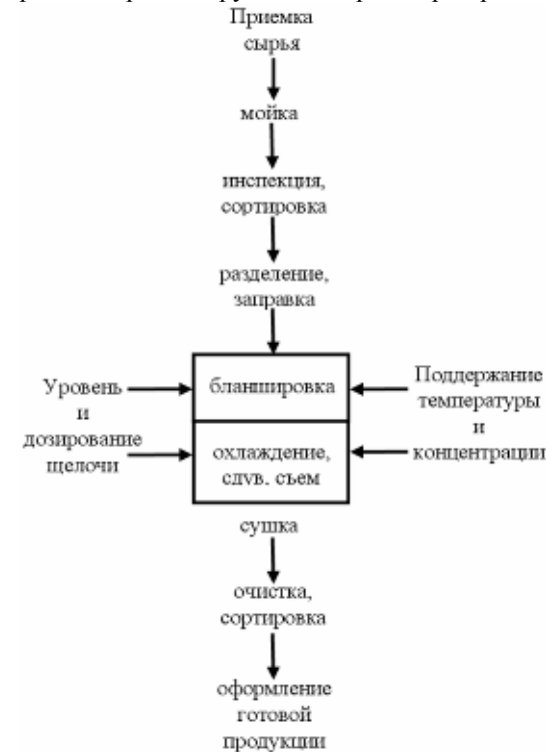 Приемка
сырья
мойка
инспекция,
сортировка
разделение,
заправка
бланшировка
Уровень
и
дозирование
щелочи
Поддержание
температуры
и
концентрации
охлаждение,
сдув. съем
сушка
очистка,
сортировка
оформление
готовой
продукции